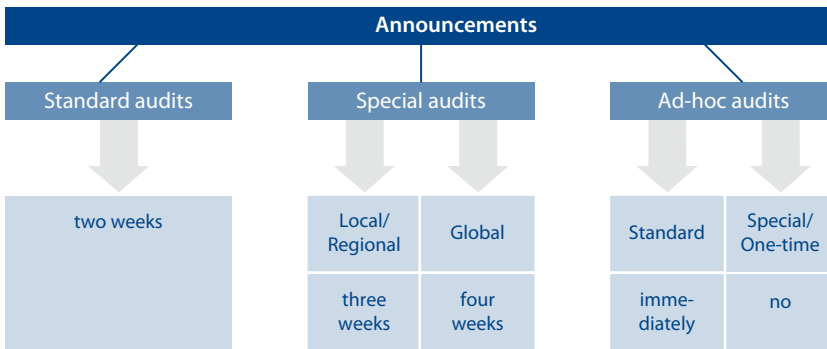 Announcements
Standard audits
Special audits
Ad-hoc audits
two weeks
Local/
Regional
Global
Standard
Special/
One-time
three
weeks
four
weeks
imme-
diately
no